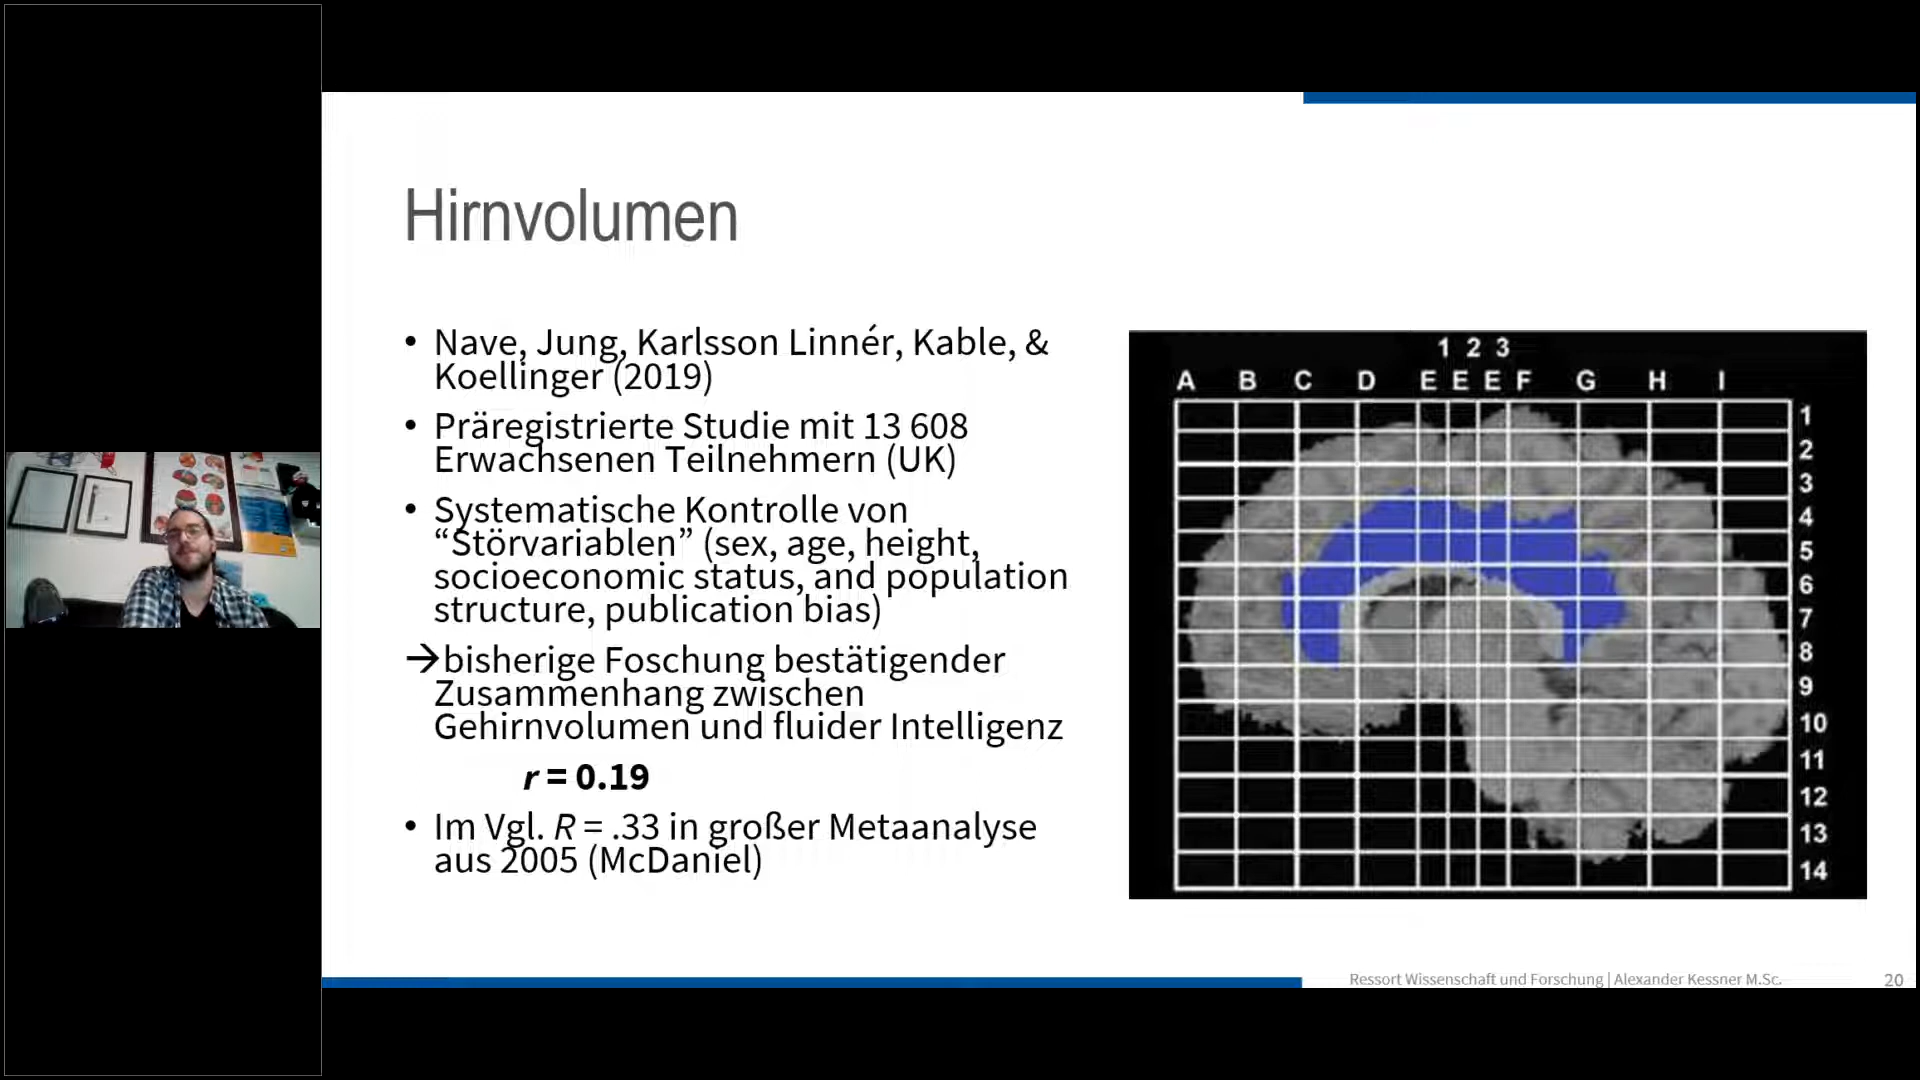 Hirnvolumen
• Nave, Jung, Karlsson Linnér, Kable, &
Koellinger (2019)
• Präregistrierte Studie mit 13 608
Erwachsenen Teilnehmern (UK)
• Systematische Kontrolle von
“Störvariablen” (sex, age, height,
socioeconomic status, and population
structure, publication bias)
→bisherige Foschung bestätigender
Zusammenhang zwischen
Gehirnvolumen und fluider Intelligenz
r = 0.19
• Im Vgl. R = .33 in großer Metaanalyse
aus 2005 (McDaniel)
1 2 3
A B C D E E E F G H I
1
2
3
4
5
6
7
8
9
10
11
12
13
14
Ressort Wissenschaft und Forschung | Alexander Kessner M.Sc.
20